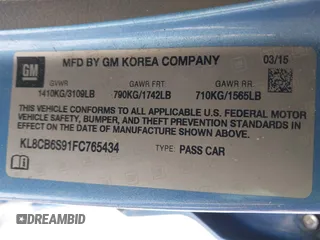 GM
MFD BY GM KOREA COMPANY
03/15
GVWR GAWR FRT GAWR RR
1410KG/3109LB 790KG/1742LB 710KG/1565LB
THIS VEHICLE CONFORMS TO ALL APPLICABLE U.S. FEDERAL MOTOR
VEHICLE SAFETY, BUMPER, AND THEFT PREVENTION STANDARDS IN
EFFECT ON THE DATE OF MANUFACTURE SHOWN ABOVE.
KL8CB6S91FC765434 TYPE: PASS CAR
AUTOBIDMASTER